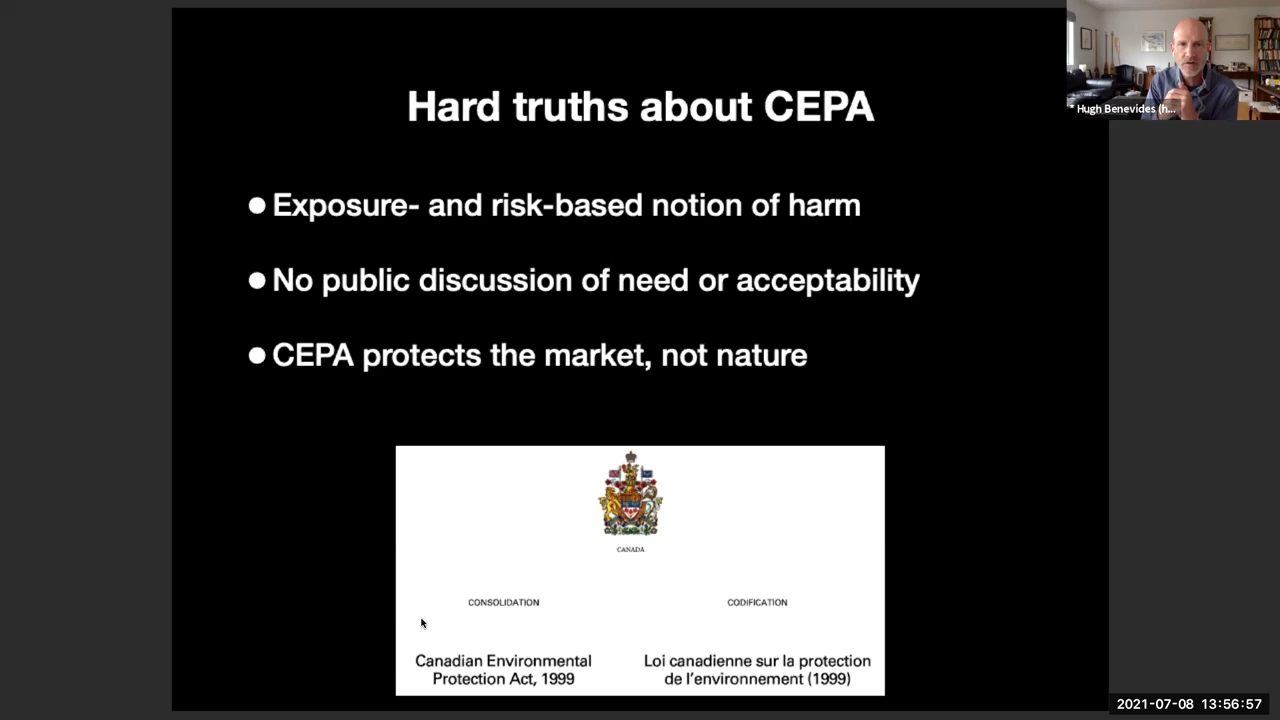 Hard truths about CEPA
* Hugh Benevides (h...
● Exposure- and risk-based notion of harm
● No public discussion of need or acceptability
● CEPA protects the market, not nature
CANADA
CONSOLIDATION
CODIFICATION
Canadian Environmental
Protection Act, 1999
Loi canadienne sur la protection
de l'environnement (1999)
2021-07-08 13:56:57